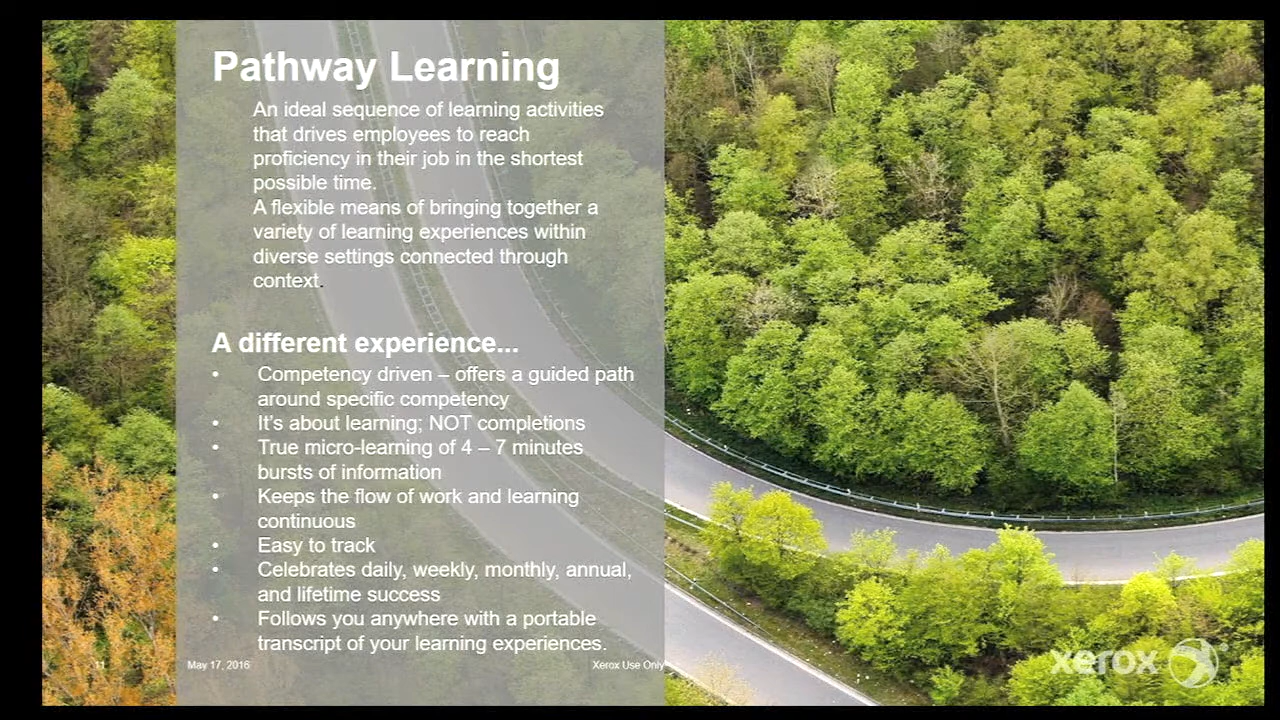 Pathway Learning
An ideal sequence of learning activities
that drives employees to reach
proficiency in their job in the shortest
possible time.
A flexible means of bringing together a
variety of learning experiences within
diverse settings connected through
context.
A different experience...
• Competency driven – offers a guided path
around specific competency
• It's about learning; NOT completions
• True micro-learning of 4 – 7 minutes
bursts of information
• Keeps the flow of work and learning
continuous
• Easy to track
• Celebrates daily, weekly, monthly, annual,
and lifetime success
• Follows you anywhere with a portable
transcript of your learning experiences.
11
May 17, 2016
Xerox Use Only
xerox